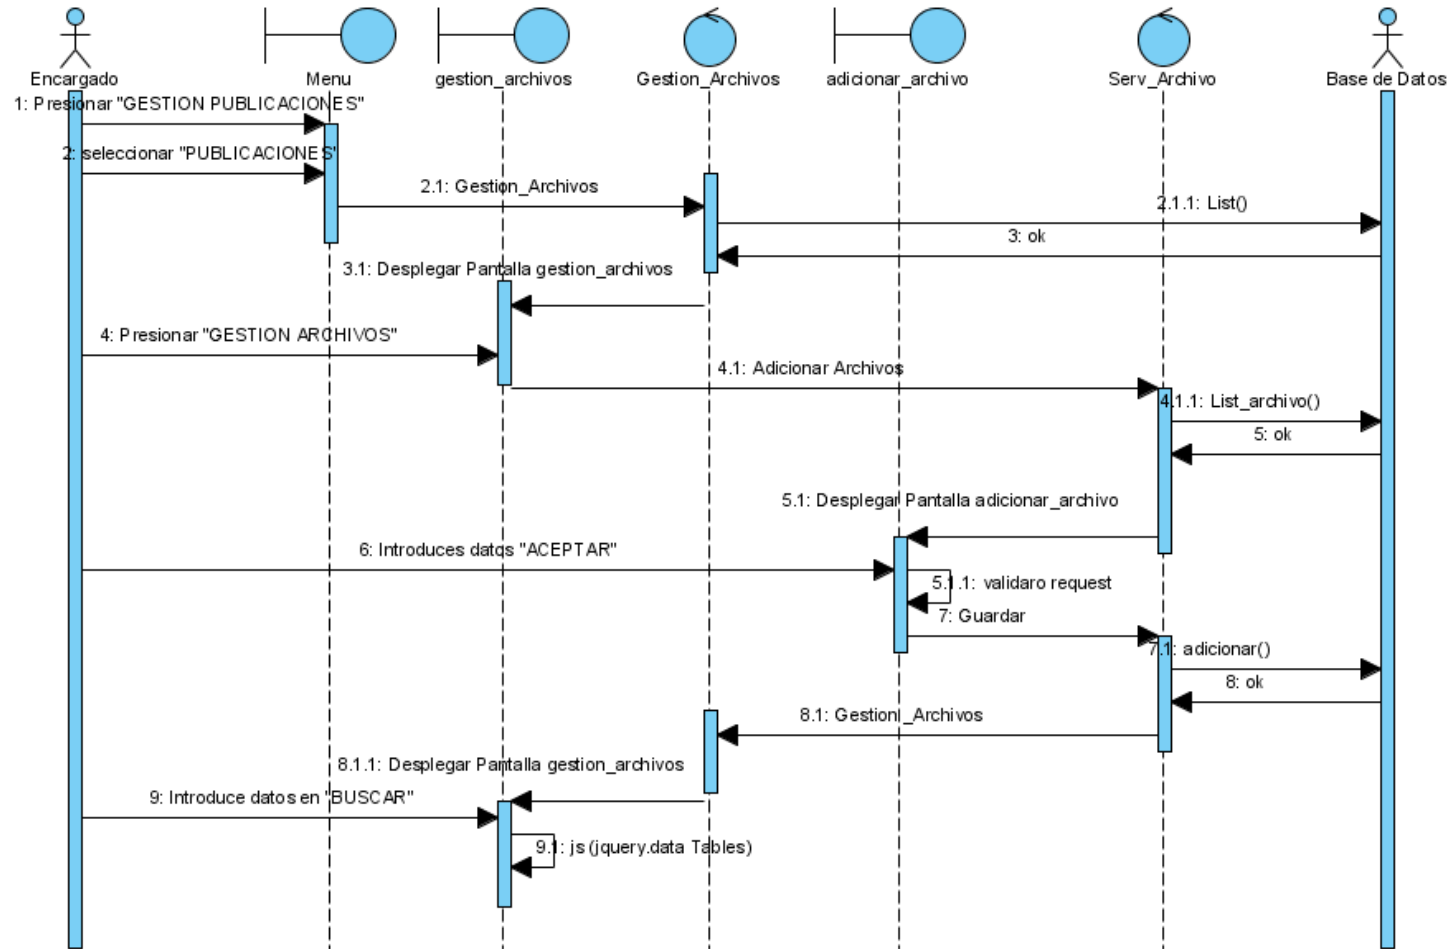 Encargado
Menu
gestion_archivos
Gestion_Archivos
adicionar_archivo
Serv_Archivo
Base de Datos
1: Presionar "GESTION PUBLICACIONES"
2: seleccionar "PUBLICACIONES"
2.1: Gestion_Archivos
2.1.1: List()
3: ok
3.1: Desplegar Pantalla gestion_archivos
4: Presionar "GESTION ARCHIVOS"
4.1: Adicionar Archivos
4.1.1: List_archivo()
5: ok
5.1: Desplegar Pantalla adicionar_archivo
6: Introduces datos "ACEPTAR"
5.1.1: validaro request
7: Guardar
7.1: adicionar()
8: ok
8.1: Gestion_Archivos
8.1.1: Desplegar Pantalla gestion_archivos
9: Introduce datos en "BUSCAR"
9.1: js (jquery.data Tables)